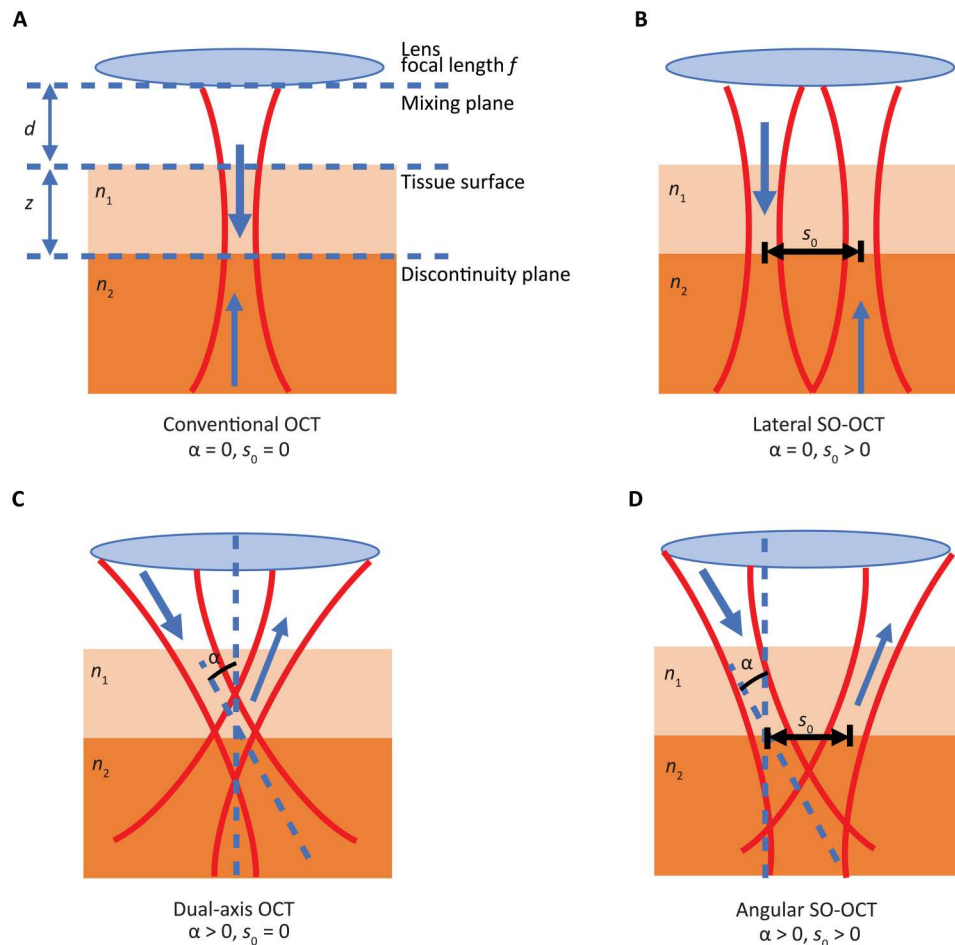 A
Lens
focal length f
Mixing plane
d
Tissue surface
n₁
z
Discontinuity plane
n₂
Conventional OCT
α = 0, s₀ = 0
B
n₁
s₀
n₂
Lateral SO-OCT
α = 0, s₀ > 0
C
α
n₁
n₂
Dual-axis OCT
α > 0, s₀ = 0
D
α
n₁
s₀
n₂
Angular SO-OCT
α > 0, s₀ > 0